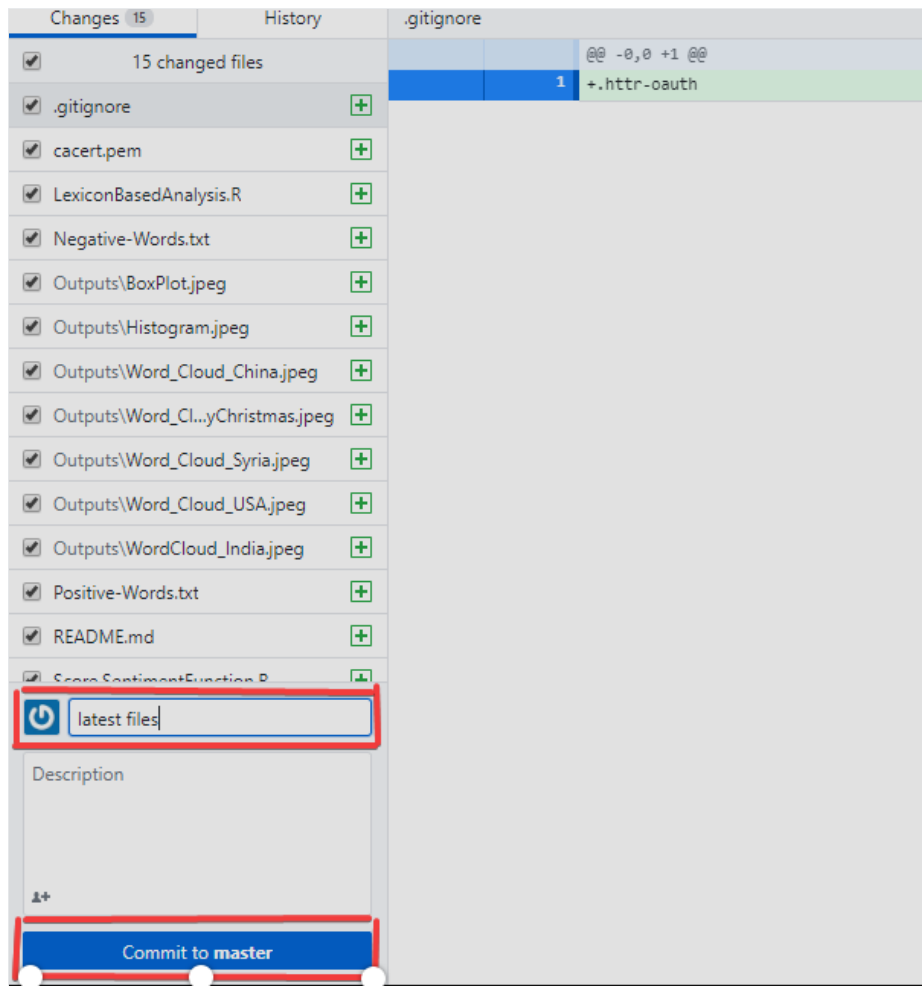 Changes 15 History .gitignore
15 changed files @@ -0,0 +1 @@
.gitignore 1 +.httr-oauth
cacert.pem
LexiconBasedAnalysis.R
Negative-Words.txt
Outputs\BoxPlot.jpeg
Outputs\Histogram.jpeg
Outputs\Word_Cloud_China.jpeg
Outputs\Word_Cl...yChristmas.jpeg
Outputs\Word_Cloud_Syria.jpeg
Outputs\Word_Cloud_USA.jpeg
Outputs\WordCloud_India.jpeg
Positive-Words.txt
README.md
Score SentimentFunction.R
latest files
Description
Commit to master